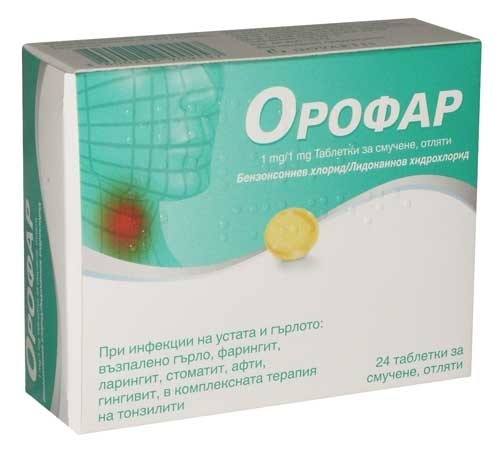 ОРОФАР
1 mg/1 mg Таблетки за смучене, отляти
Бензоксониев хлорид/Лидокаинов хидрохлорид
При инфекции на устата и гърлото:
възпалено гърло, фарингит,
ларингит, стоматит, афти,
гингивит, в комплексната терапия
на тонзилити
24 таблетки за
смучене, отляти
ОРОФАР